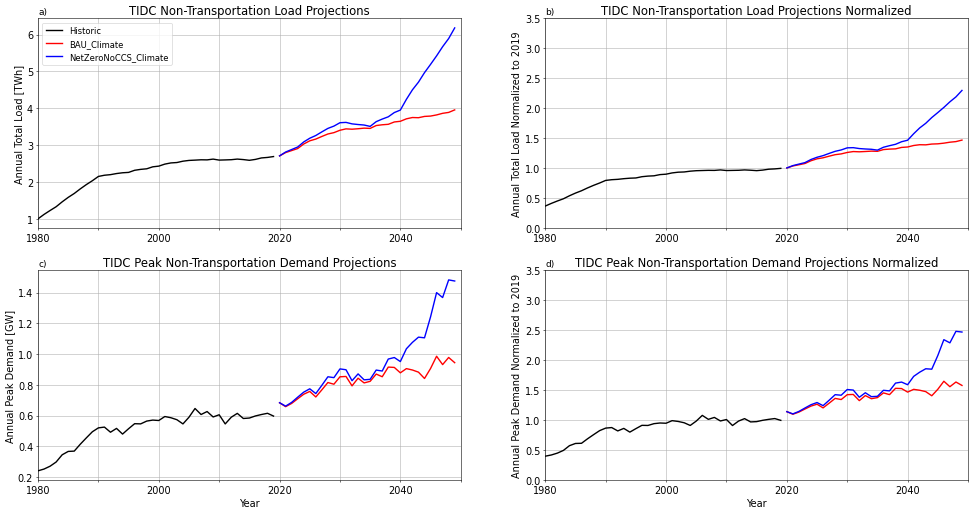 a)
TIDC Non-Transportation Load Projections
Historic
BAU_Climate
NetZeroNoCCS_Climate
Annual Total Load [TWh]
6
5
4
3
2
1
1980
2000
2020
2040
b)
TIDC Non-Transportation Load Projections Normalized
Annual Total Load Normalized to 2019
3.5
3.0
2.5
2.0
1.5
1.0
0.5
0.0
1980
2000
2020
2040
c)
TIDC Peak Non-Transportation Demand Projections
Annual Peak Demand [GW]
1.4
1.2
1.0
0.8
0.6
0.4
0.2
1980
2000
2020
2040
Year
d)
TIDC Peak Non-Transportation Demand Projections Normalized
Annual Peak Demand Normalized to 2019
3.5
3.0
2.5
2.0
1.5
1.0
0.5
0.0
1980
2000
2020
2040
Year